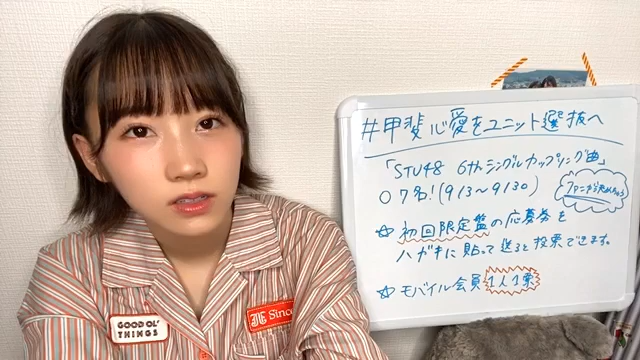 #甲斐心愛をユニット選抜へ
「STU48 6thシングルカップリング曲」
○7名!(9/3~9/30)
ファンが決めちゃう
☆初回限定盤の応募券を
ハガキに貼って送ると投票できます。
☆モバイル会員1人1票
GOOD OL'
THINGS
Since